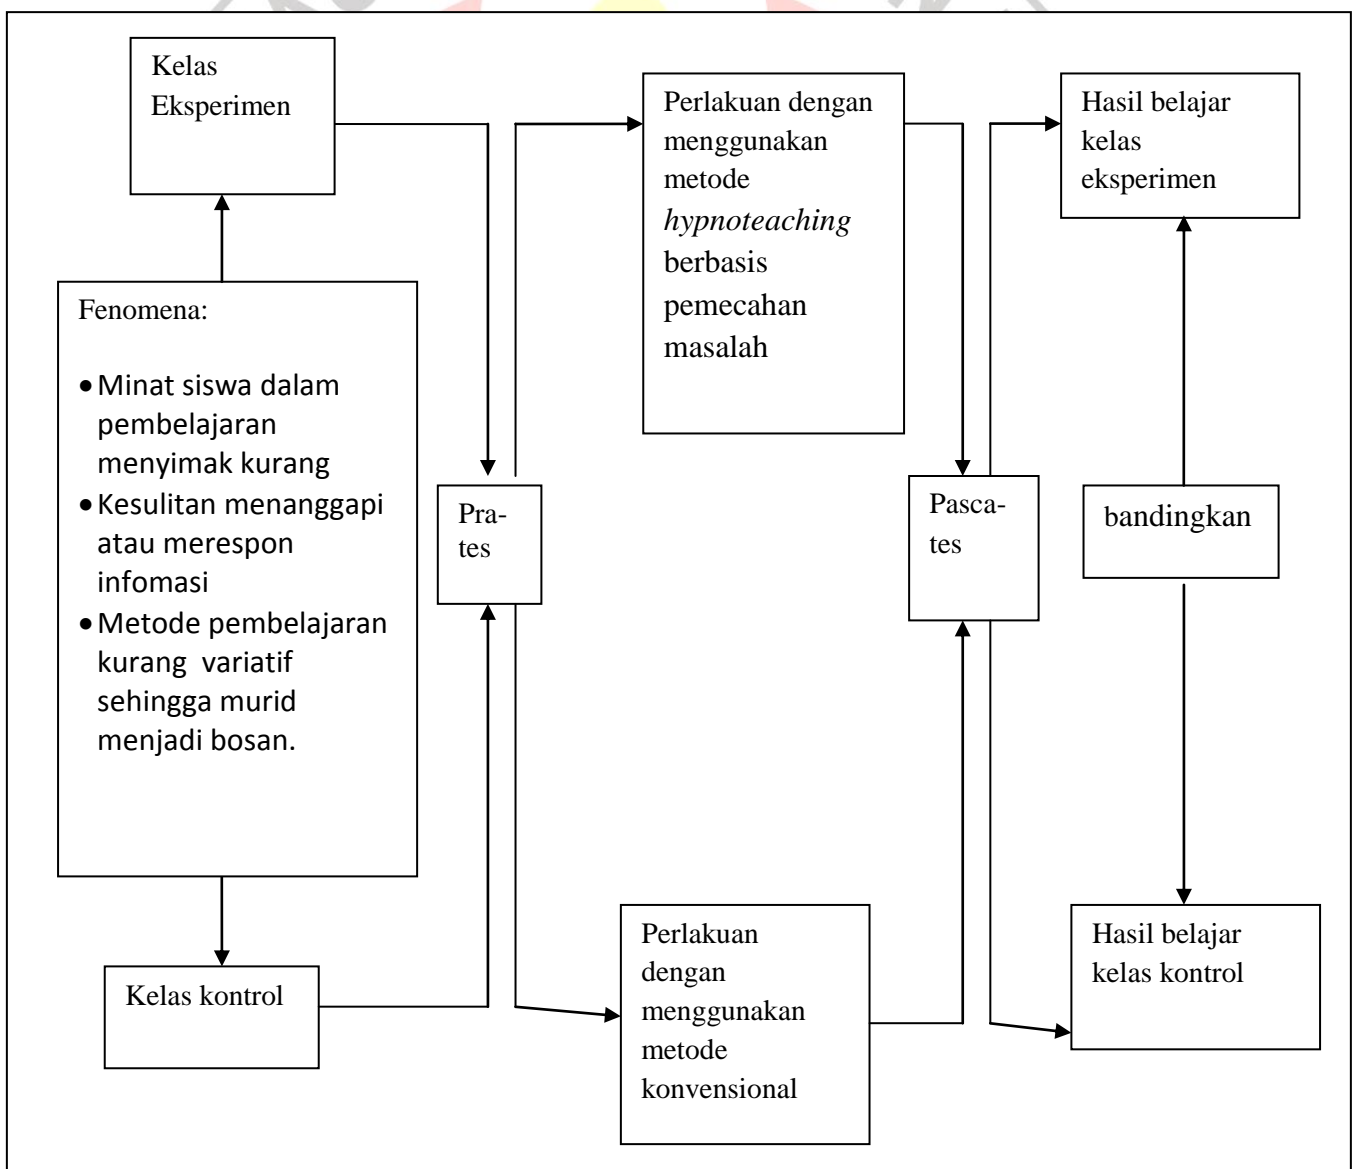 Kelas
Eksperimen
Perlakuan dengan
menggunakan
metode
hypnoteaching
berbasis
pemecahan
masalah
Hasil belajar
kelas
eksperimen
Fenomena:
•Minat siswa dalam
pembelajaran
menyimak kurang
•Kesulitan menanggapi
atau merespon
infomasi
•Metode pembelajaran
kurang variatif
sehingga murid
menjadi bosan.
Pra-
tes
Pasca-
tes
bandingkan
Kelas kontrol
Perlakuan
dengan
menggunakan
metode
konvensional
Hasil belajar
kelas kontrol